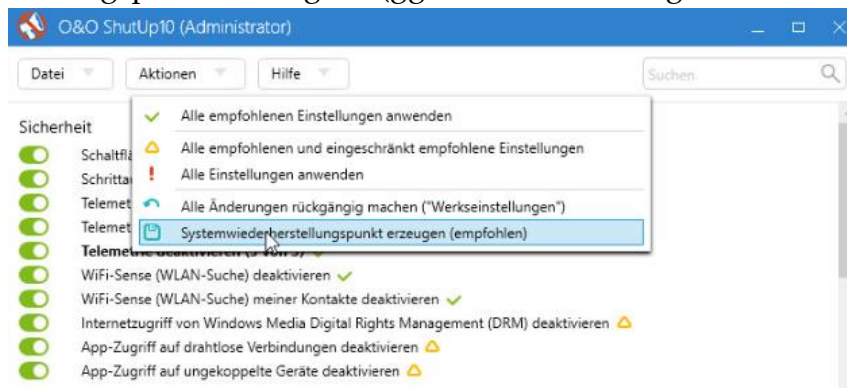 O&O ShutUp10 (Administrator)
Datei Aktionen Hilfe Suchen
Alle empfohlenen Einstellungen anwenden
Alle empfohlenen und eingeschränkt empfohlene Einstellungen
Alle Einstellungen anwenden
Alle Änderungen rückgängig machen ("Werkseinstellungen")
Systemwiederherstellungspunkt erzeugen (empfohlen)
Sicherheit
Telemetrie deaktivieren (3 von 3)
WiFi-Sense (WLAN-Suche) deaktivieren
WiFi-Sense (WLAN-Suche) meiner Kontakte deaktivieren
Internetzugriff von Windows Media Digital Rights Management (DRM) deaktivieren
App-Zugriff auf drahtlose Verbindungen deaktivieren
App-Zugriff auf ungekoppelte Geräte deaktivieren